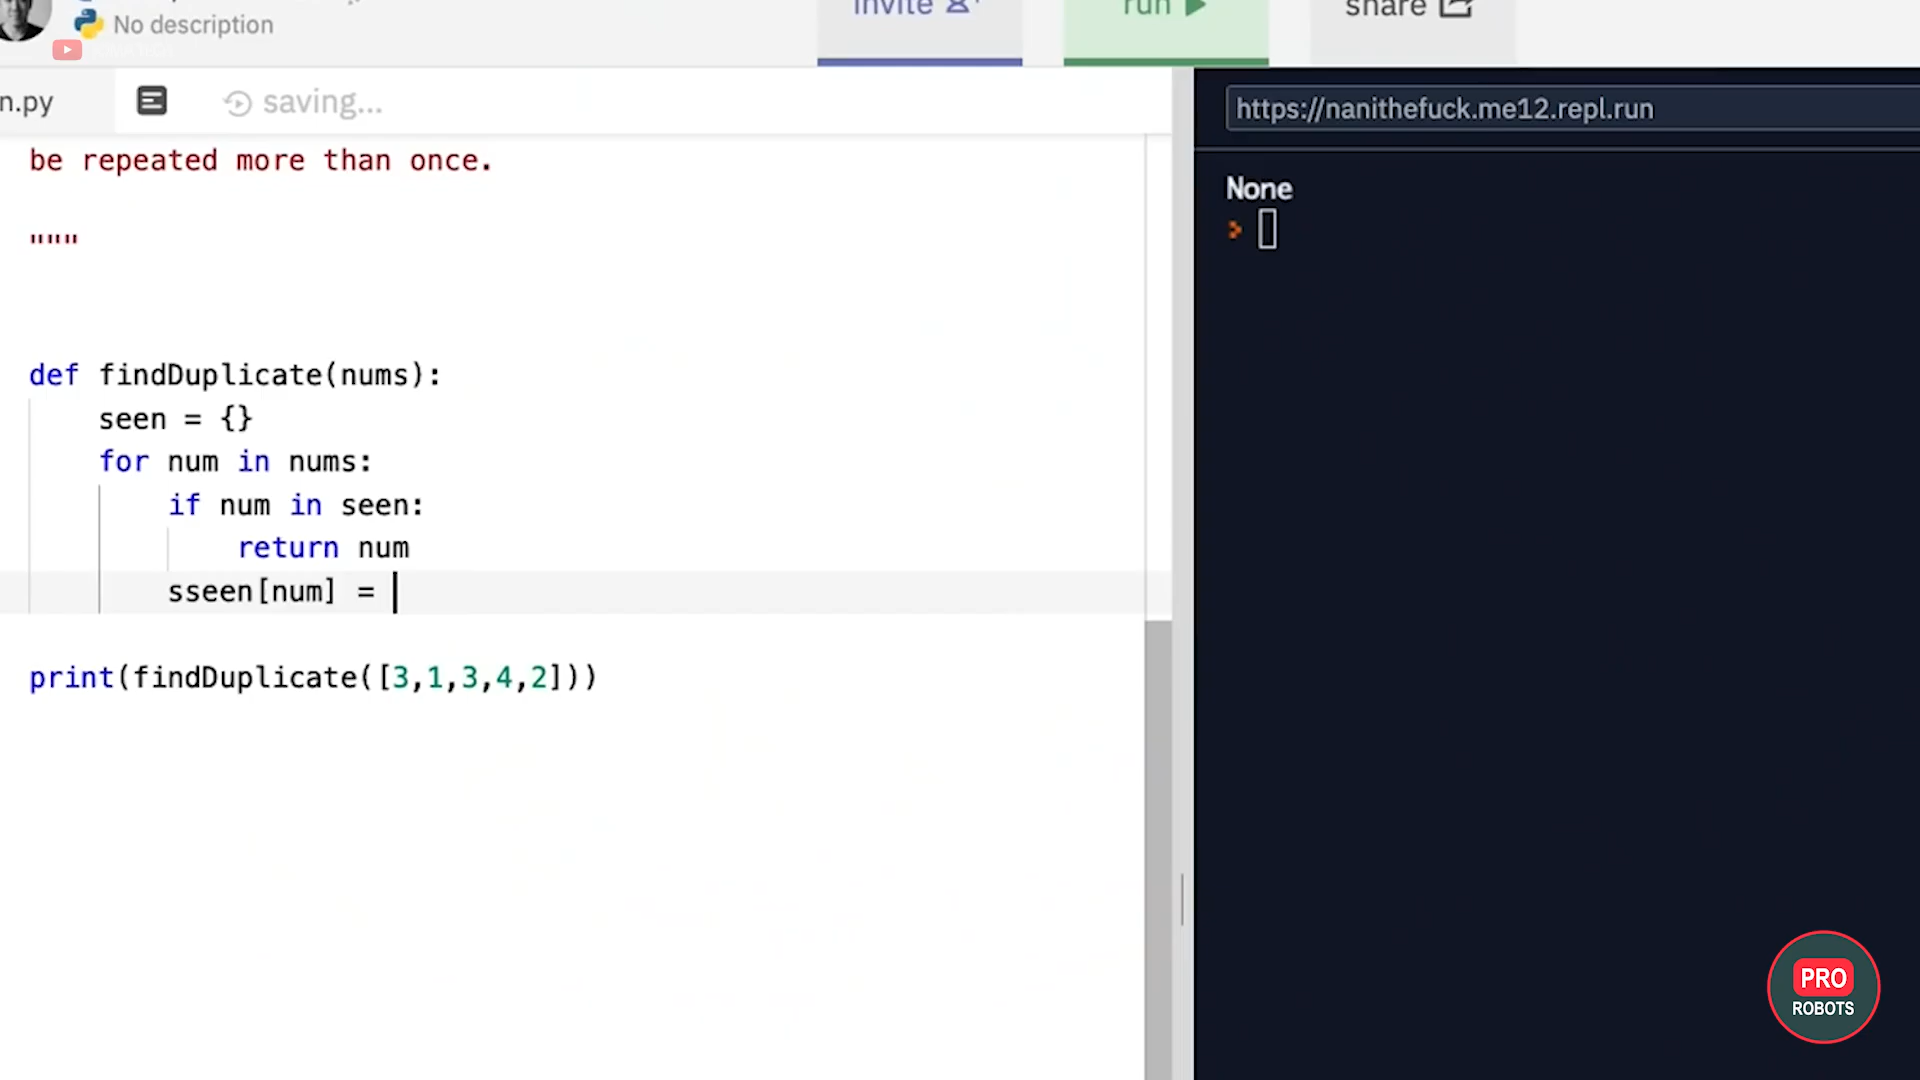 No description
invite
run
share
n.py
saving...
https://nanithefuck.me12.repl.run
be repeated more than once.
"""
def findDuplicate(nums):
    seen = {}
    for num in nums:
        if num in seen:
            return num
        sseen[num] =
print(findDuplicate([3,1,3,4,2]))
None
>
PRO
ROBOTS